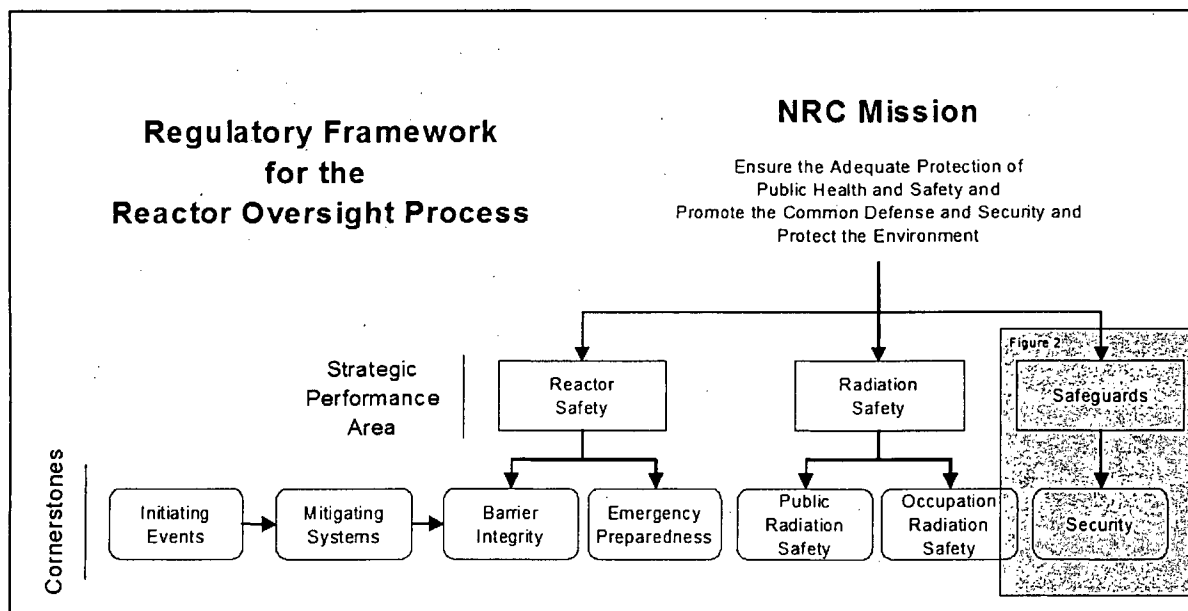 Regulatory Framework
for the
Reactor Oversight Process
NRC Mission
Ensure the Adequate Protection of
Public Health and Safety and
Promote the Common Defense and Security and
Protect the Environment
Figure 2
Strategic
Performance
Area
Reactor
Safety
Radiation
Safety
Safeguards
Cornerstones
Initiating
Events
Mitigating
Systems
Barrier
Integrity
Emergency
Preparedness
Public
Radiation
Safety
Occupation
Radiation
Safety
Security